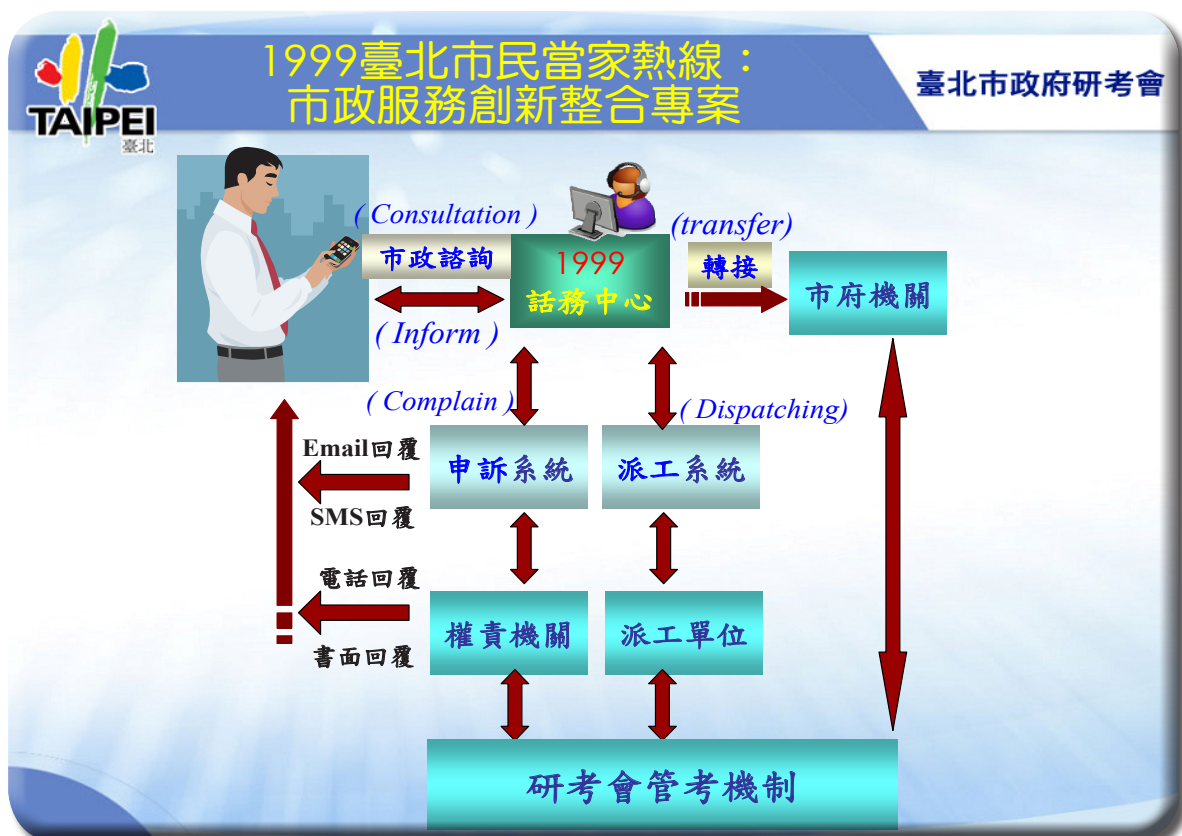 1999臺北市民當家熱線：
市政服務創新整合專案
臺北市政府研考會
TAIPEI
臺北
( Consultation )
市政諮詢
( Inform )
1999
話務中心
(transfer)
轉接
市府機關
( Complain )
( Dispatching)
Email回覆
SMS回覆
申訴系統
派工系統
電話回覆
書面回覆
權責機關
派工單位
研考會管考機制